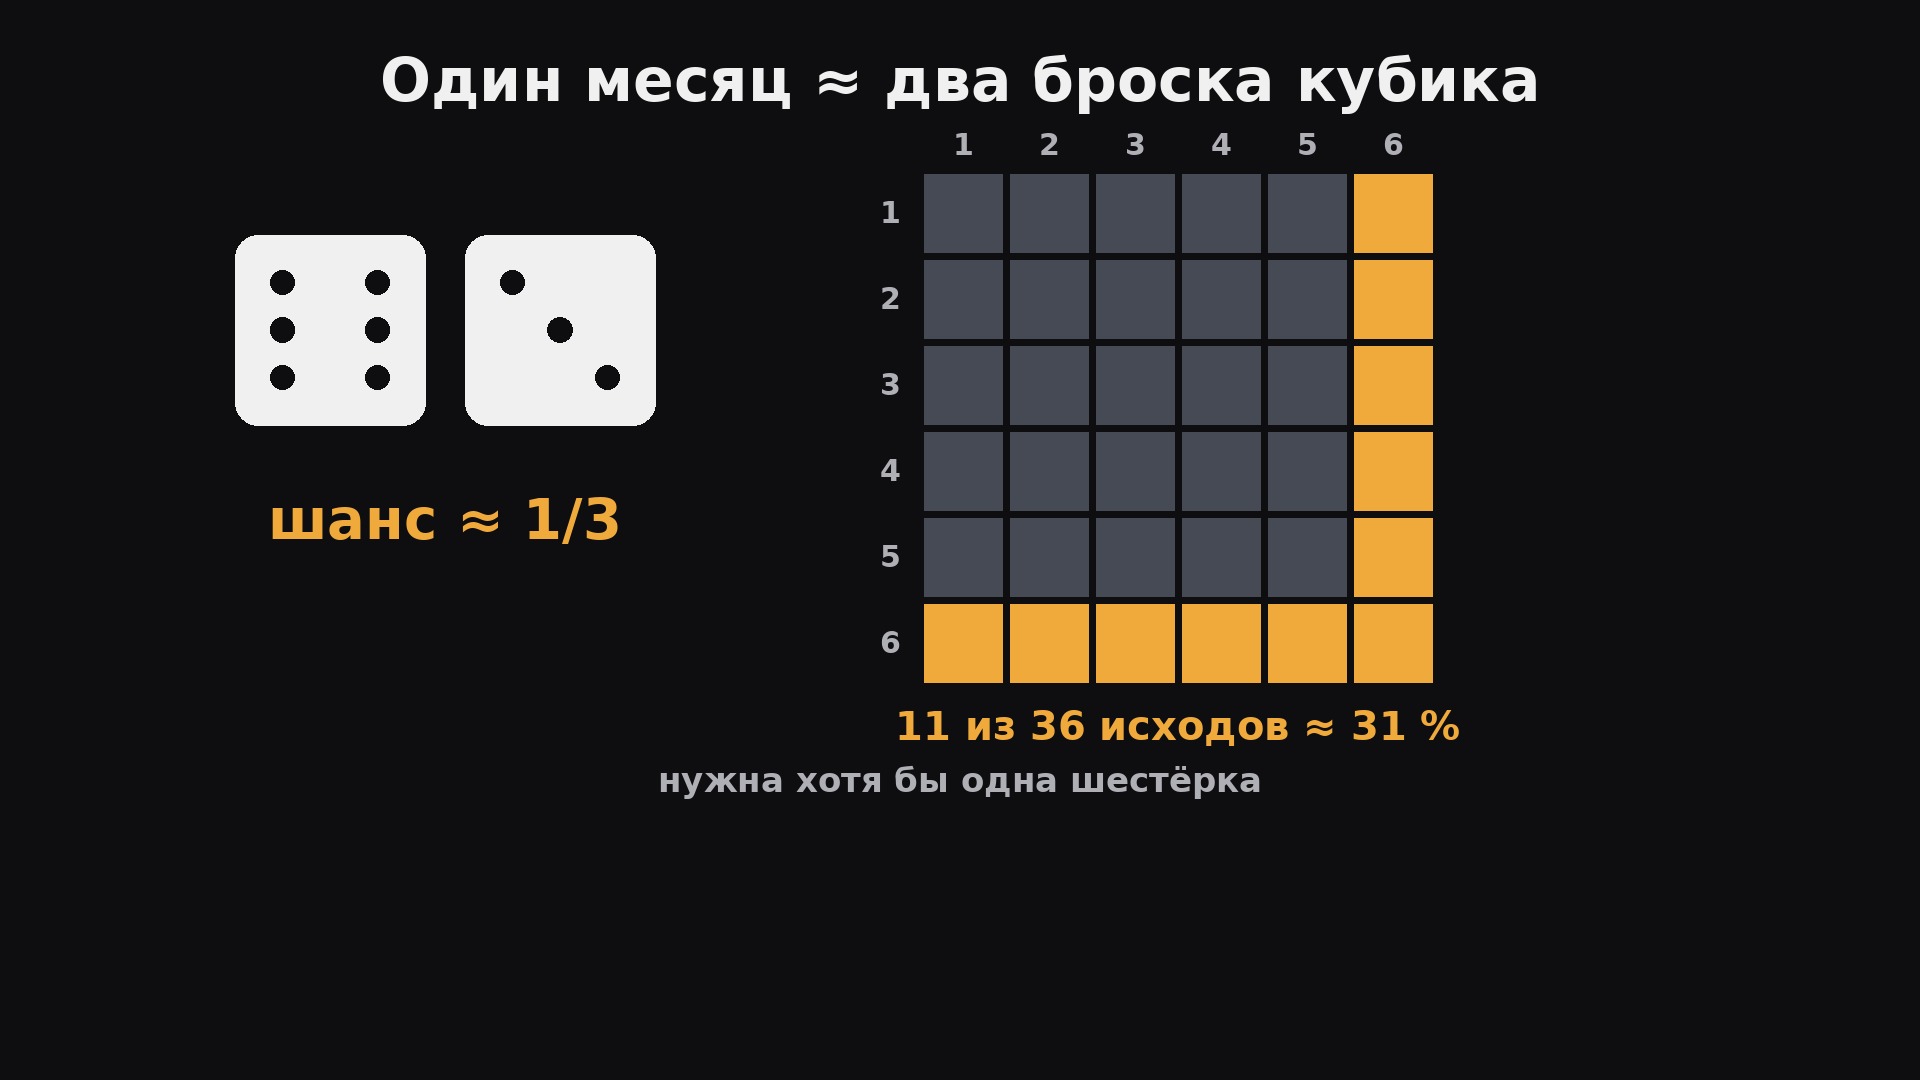 Один месяц ≈ два броска кубика
1 2 3 4 5 6
1
2
3
4
5
6
шанс ≈ 1/3
11 из 36 исходов ≈ 31 %
нужна хотя бы одна шестёрка